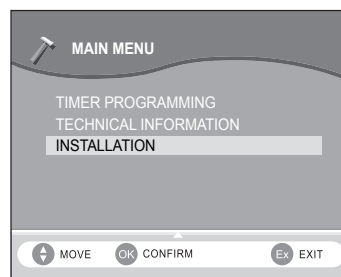 MAIN MENU
TIMER PROGRAMMING
TECHNICAL INFORMATION
INSTALLATION
MOVE OK CONFIRM Ex EXIT